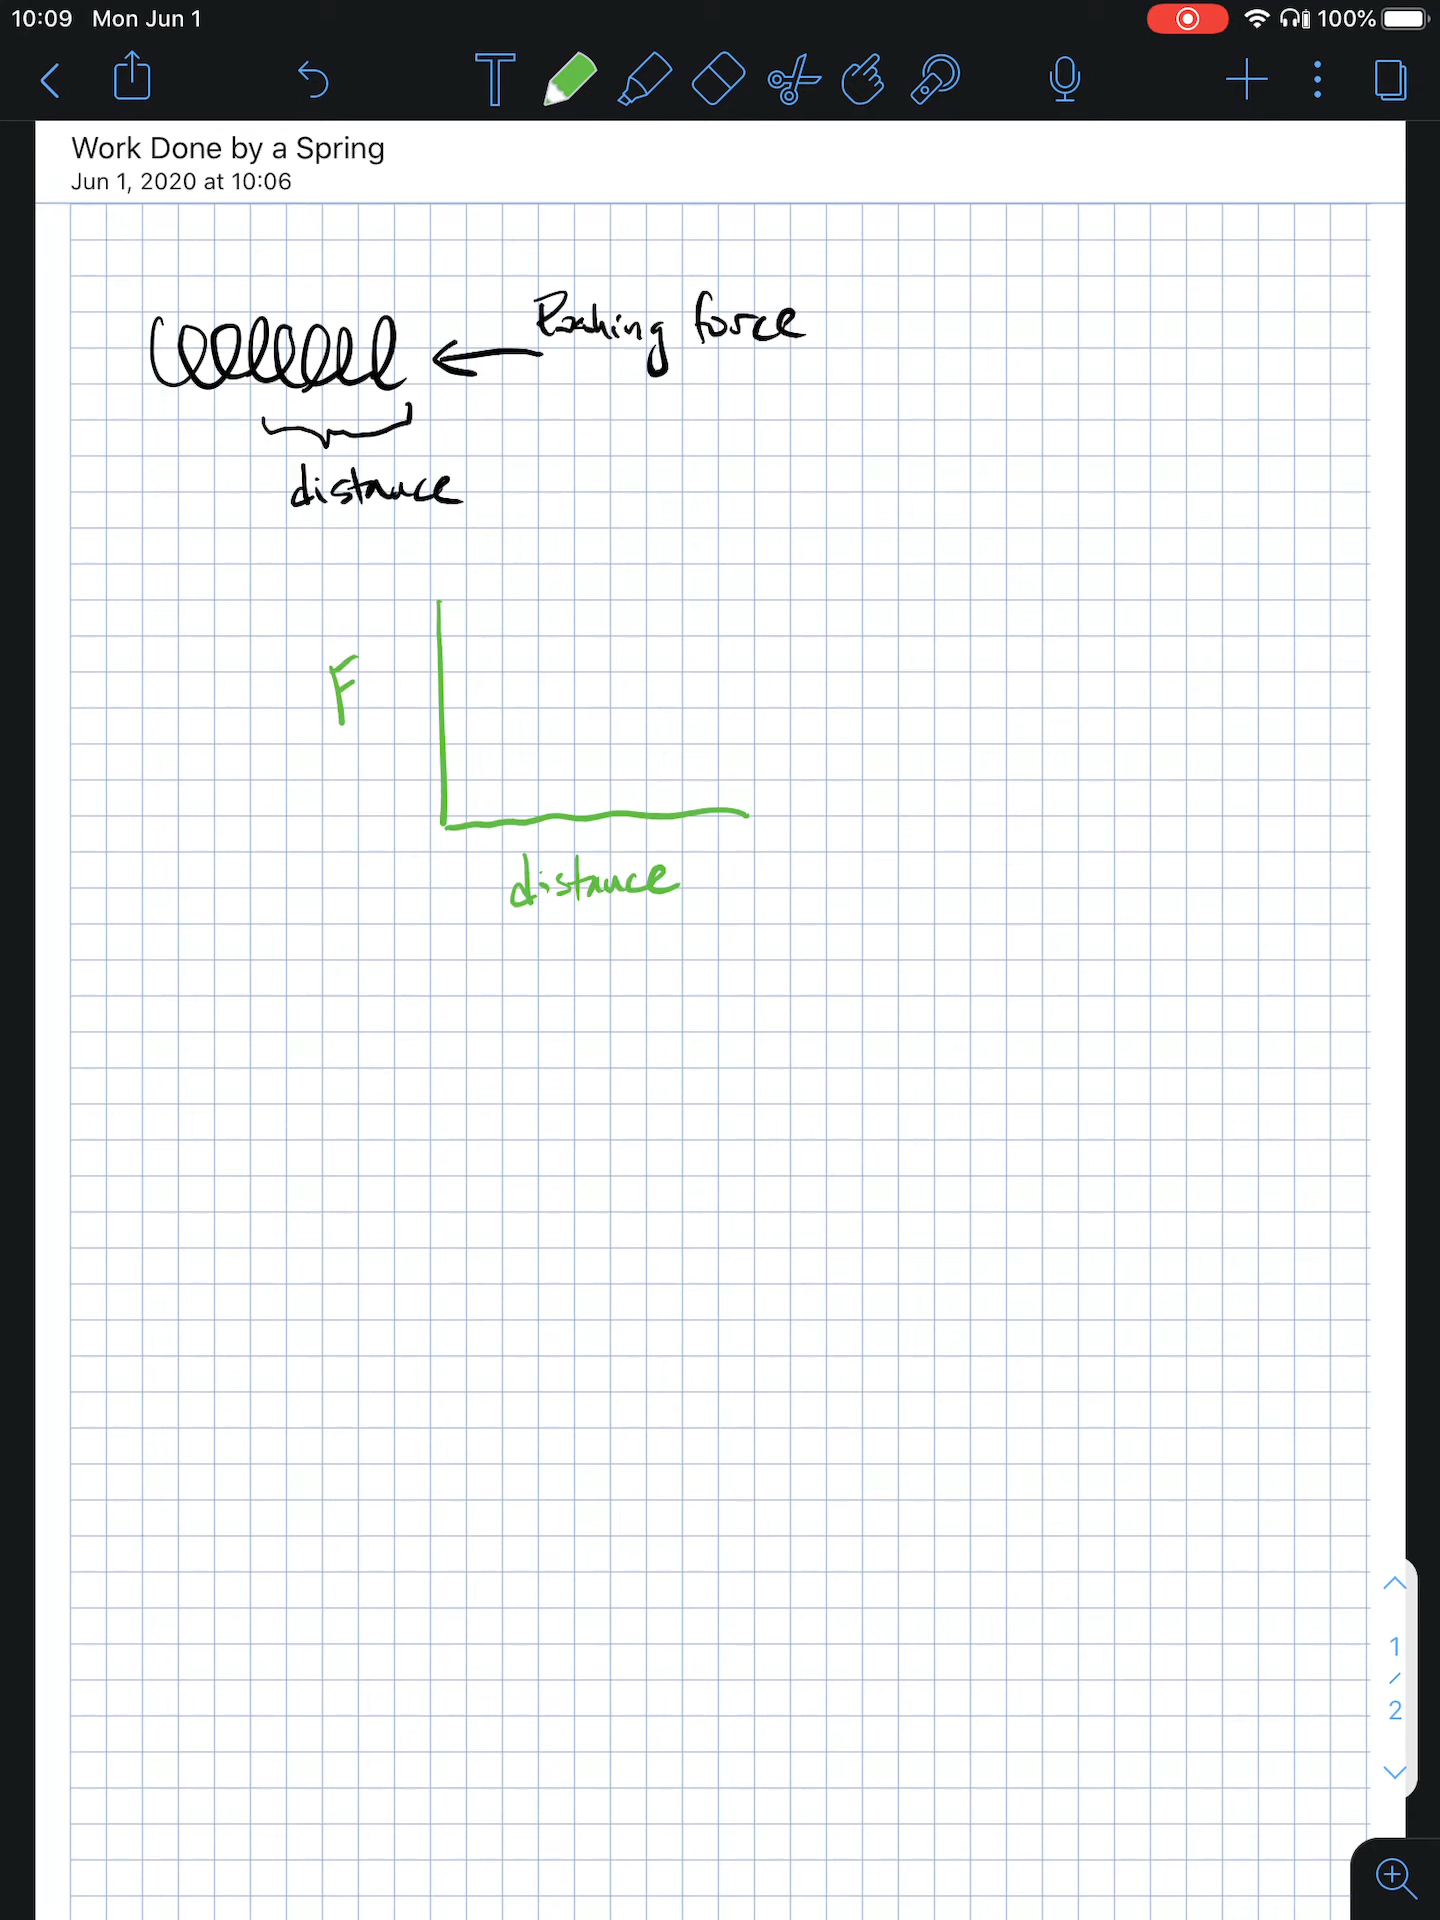 10:09 Mon Jun 1 100%
Work Done by a Spring
Jun 1, 2020 at 10:06
Pushing force
distance
F
distance
1
/
2